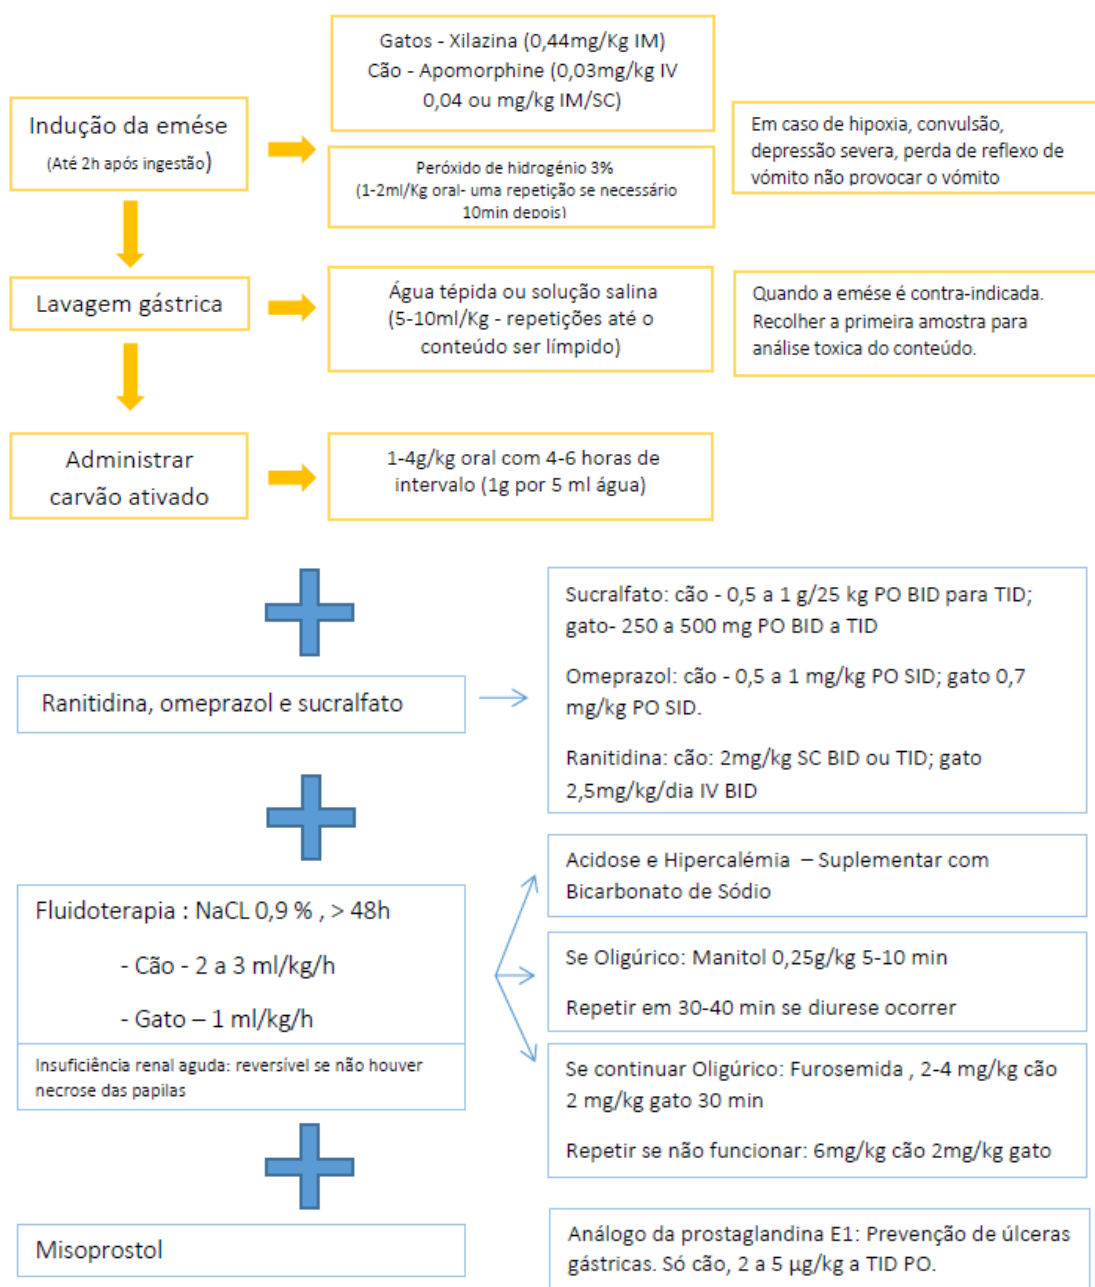 Gatos - Xilazina (0,44mg/Kg IM)
Cão - Apomorphine (0,03mg/kg IV
0,04 ou mg/kg IM/SC)
Indução da emése
(Até 2h após ingestão)
Peróxido de hidrogénio 3%
(1-2ml/Kg oral- uma repetição se necessário
10min depois)
Em caso de hipoxia, convulsão,
depressão severa, perda de reflexo de
vómito não provocar o vómito
Lavagem gástrica
Água tépida ou solução salina
(5-10ml/Kg - repetições até o
conteúdo ser límpido)
Quando a emése é contra-indicada.
Recolher a primeira amostra para
análise toxica do conteúdo.
Administrar
carvão ativado
1-4g/kg oral com 4-6 horas de
intervalo (1g por 5 ml água)
Ranitidina, omeprazol e sucralfato
Sucralfato: cão - 0,5 a 1 g/25 kg PO BID para TID;
gato- 250 a 500 mg PO BID a TID
Omeprazol: cão - 0,5 a 1 mg/kg PO SID; gato 0,7
mg/kg PO SID.
Ranitidina: cão: 2mg/kg SC BID ou TID; gato
2,5mg/kg/dia IV BID
Fluidoterapia : NaCL 0,9 % , > 48h
- Cão - 2 a 3 ml/kg/h
- Gato – 1 ml/kg/h
Insuficiência renal aguda: reversível se não houver
necrose das papilas
Acidose e Hipercalémia – Suplementar com
Bicarbonato de Sódio
Se Oligúrico: Manitol 0,25g/kg 5-10 min
Repetir em 30-40 min se diurese ocorrer
Se continuar Oligúrico: Furosemida , 2-4 mg/kg cão
2 mg/kg gato 30 min
Repetir se não funcionar: 6mg/kg cão 2mg/kg gato
Misoprostol
Análogo da prostaglandina E1: Prevenção de úlceras
gástricas. Só cão, 2 a 5 µg/kg a TID PO.